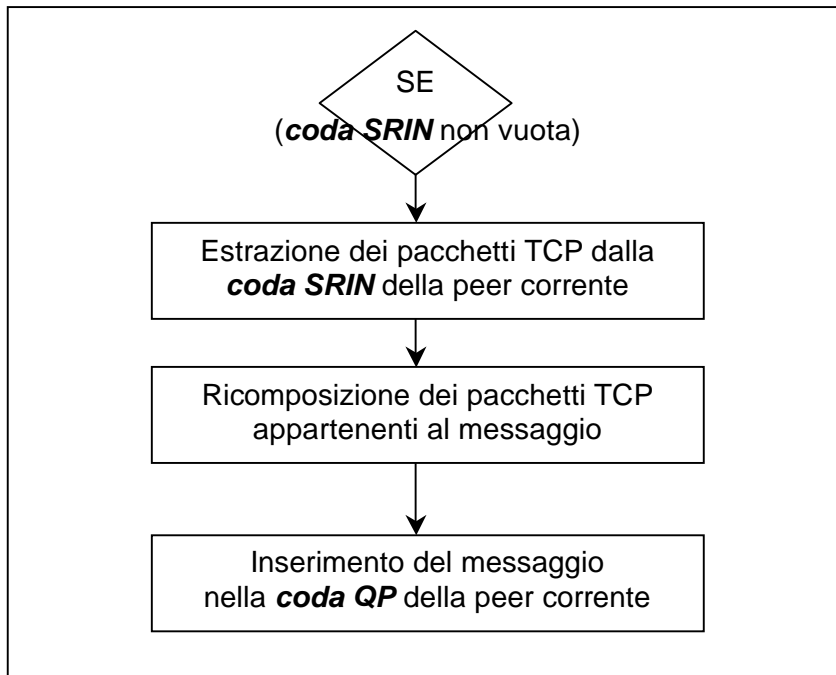 SE
(coda SRIN non vuota)
Estrazione dei pacchetti TCP dalla
coda SRIN della peer corrente
Ricomposizione dei pacchetti TCP
appartenenti al messaggio
Inserimento del messaggio
nella coda QP della peer corrente